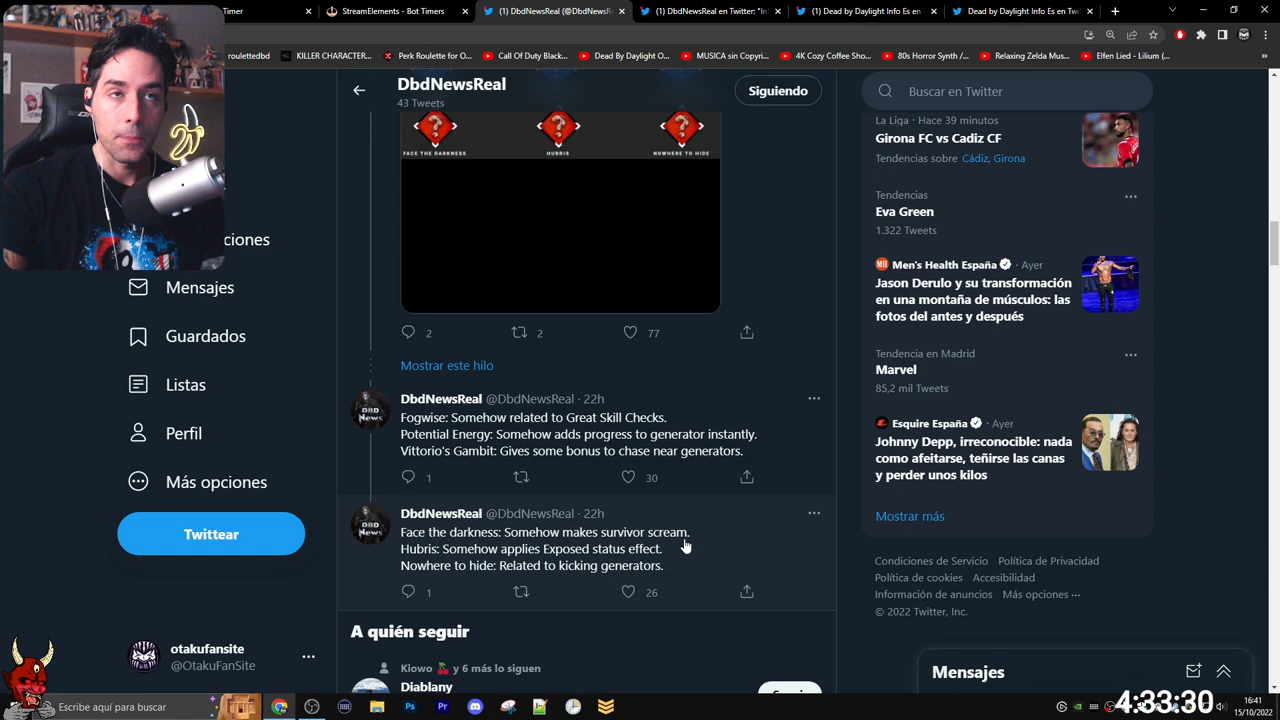 Timer
StreamElements - Bot Timers
(1) DbdNewsReal (@DbdNewsR
(1) DbdNewsReal en Twitter: "Inf
(1) Dead by Daylight Info Es en T
Dead by Daylight Info Es en Twi
roulettedbd
KILLER CHARACTER...
Perk Roulette for O...
Call Of Duty Black...
Dead By Daylight...
MUSICA sin Copyri...
4K Cozy Coffee Sho...
80s Horror Synth /...
Relaxing Zelda Mus...
Elfen Lied - Lilium (...
ciones
Mensajes
Guardados
Listas
Perfil
Más opciones
Twittear
otakufansite
@OtakuFanSite
DbdNewsReal
43 Tweets
Siguiendo
FACE THE DARKNESS
HUBRIS
NOWHERE TO HIDE
2
2
77
Mostrar este hilo
DBD
News
DbdNewsReal @DbdNewsReal · 22h
Fogwise: Somehow related to Great Skill Checks.
Potential Energy: Somehow adds progress to generator instantly.
Vittorio's Gambit: Gives some bonus to chase near generators.
1
30
DBD
News
DbdNewsReal @DbdNewsReal · 22h
Face the darkness: Somehow makes survivor scream.
Hubris: Somehow applies Exposed status effect.
Nowhere to hide: Related to kicking generators.
1
26
A quién seguir
Kiowo y 6 más lo siguen
Diablany
Buscar en Twitter
La Liga · Hace 39 minutos
Girona FC vs Cadiz CF
Tendencias sobre Cádiz, Girona
Tendencias
Eva Green
1.322 Tweets
Men's Health España · Ayer
Jason Derulo y su transformación
en una montaña de músculos: las
fotos del antes y después
Tendencia en Madrid
Marvel
85,2 mil Tweets
Esquire España · Ayer
Johnny Depp, irreconocible: nada
como afeitarse, teñirse las canas
y perder unos kilos
Mostrar más
Condiciones de Servicio Política de Privacidad
Política de cookies Accesibilidad
Información de anuncios Más opciones ···
© 2022 Twitter, Inc.
Mensajes
4:33:30
Escribe aquí para buscar
16:41
15/10/2022